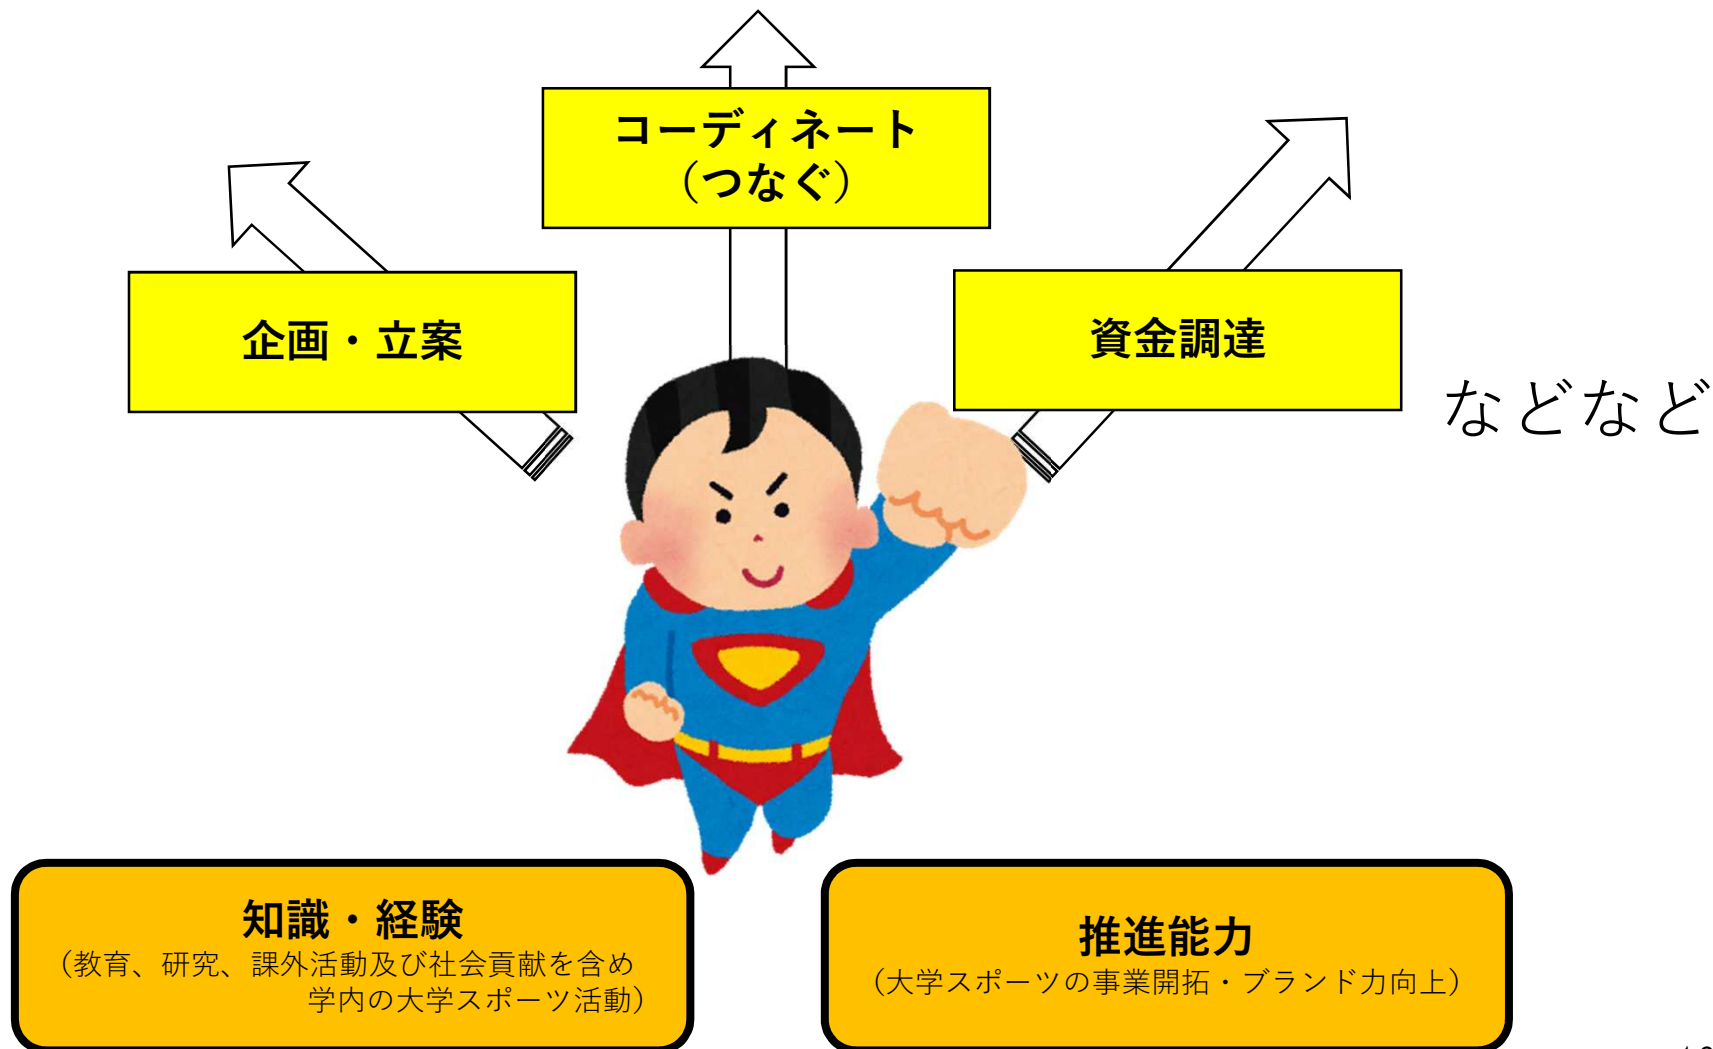 コーディネート
(つなぐ)
企画・立案
資金調達
などなど
知識・経験
(教育、研究、課外活動及び社会貢献を含め
学内の大学スポーツ活動)
推進能力
(大学スポーツの事業開拓・ブランド力向上)